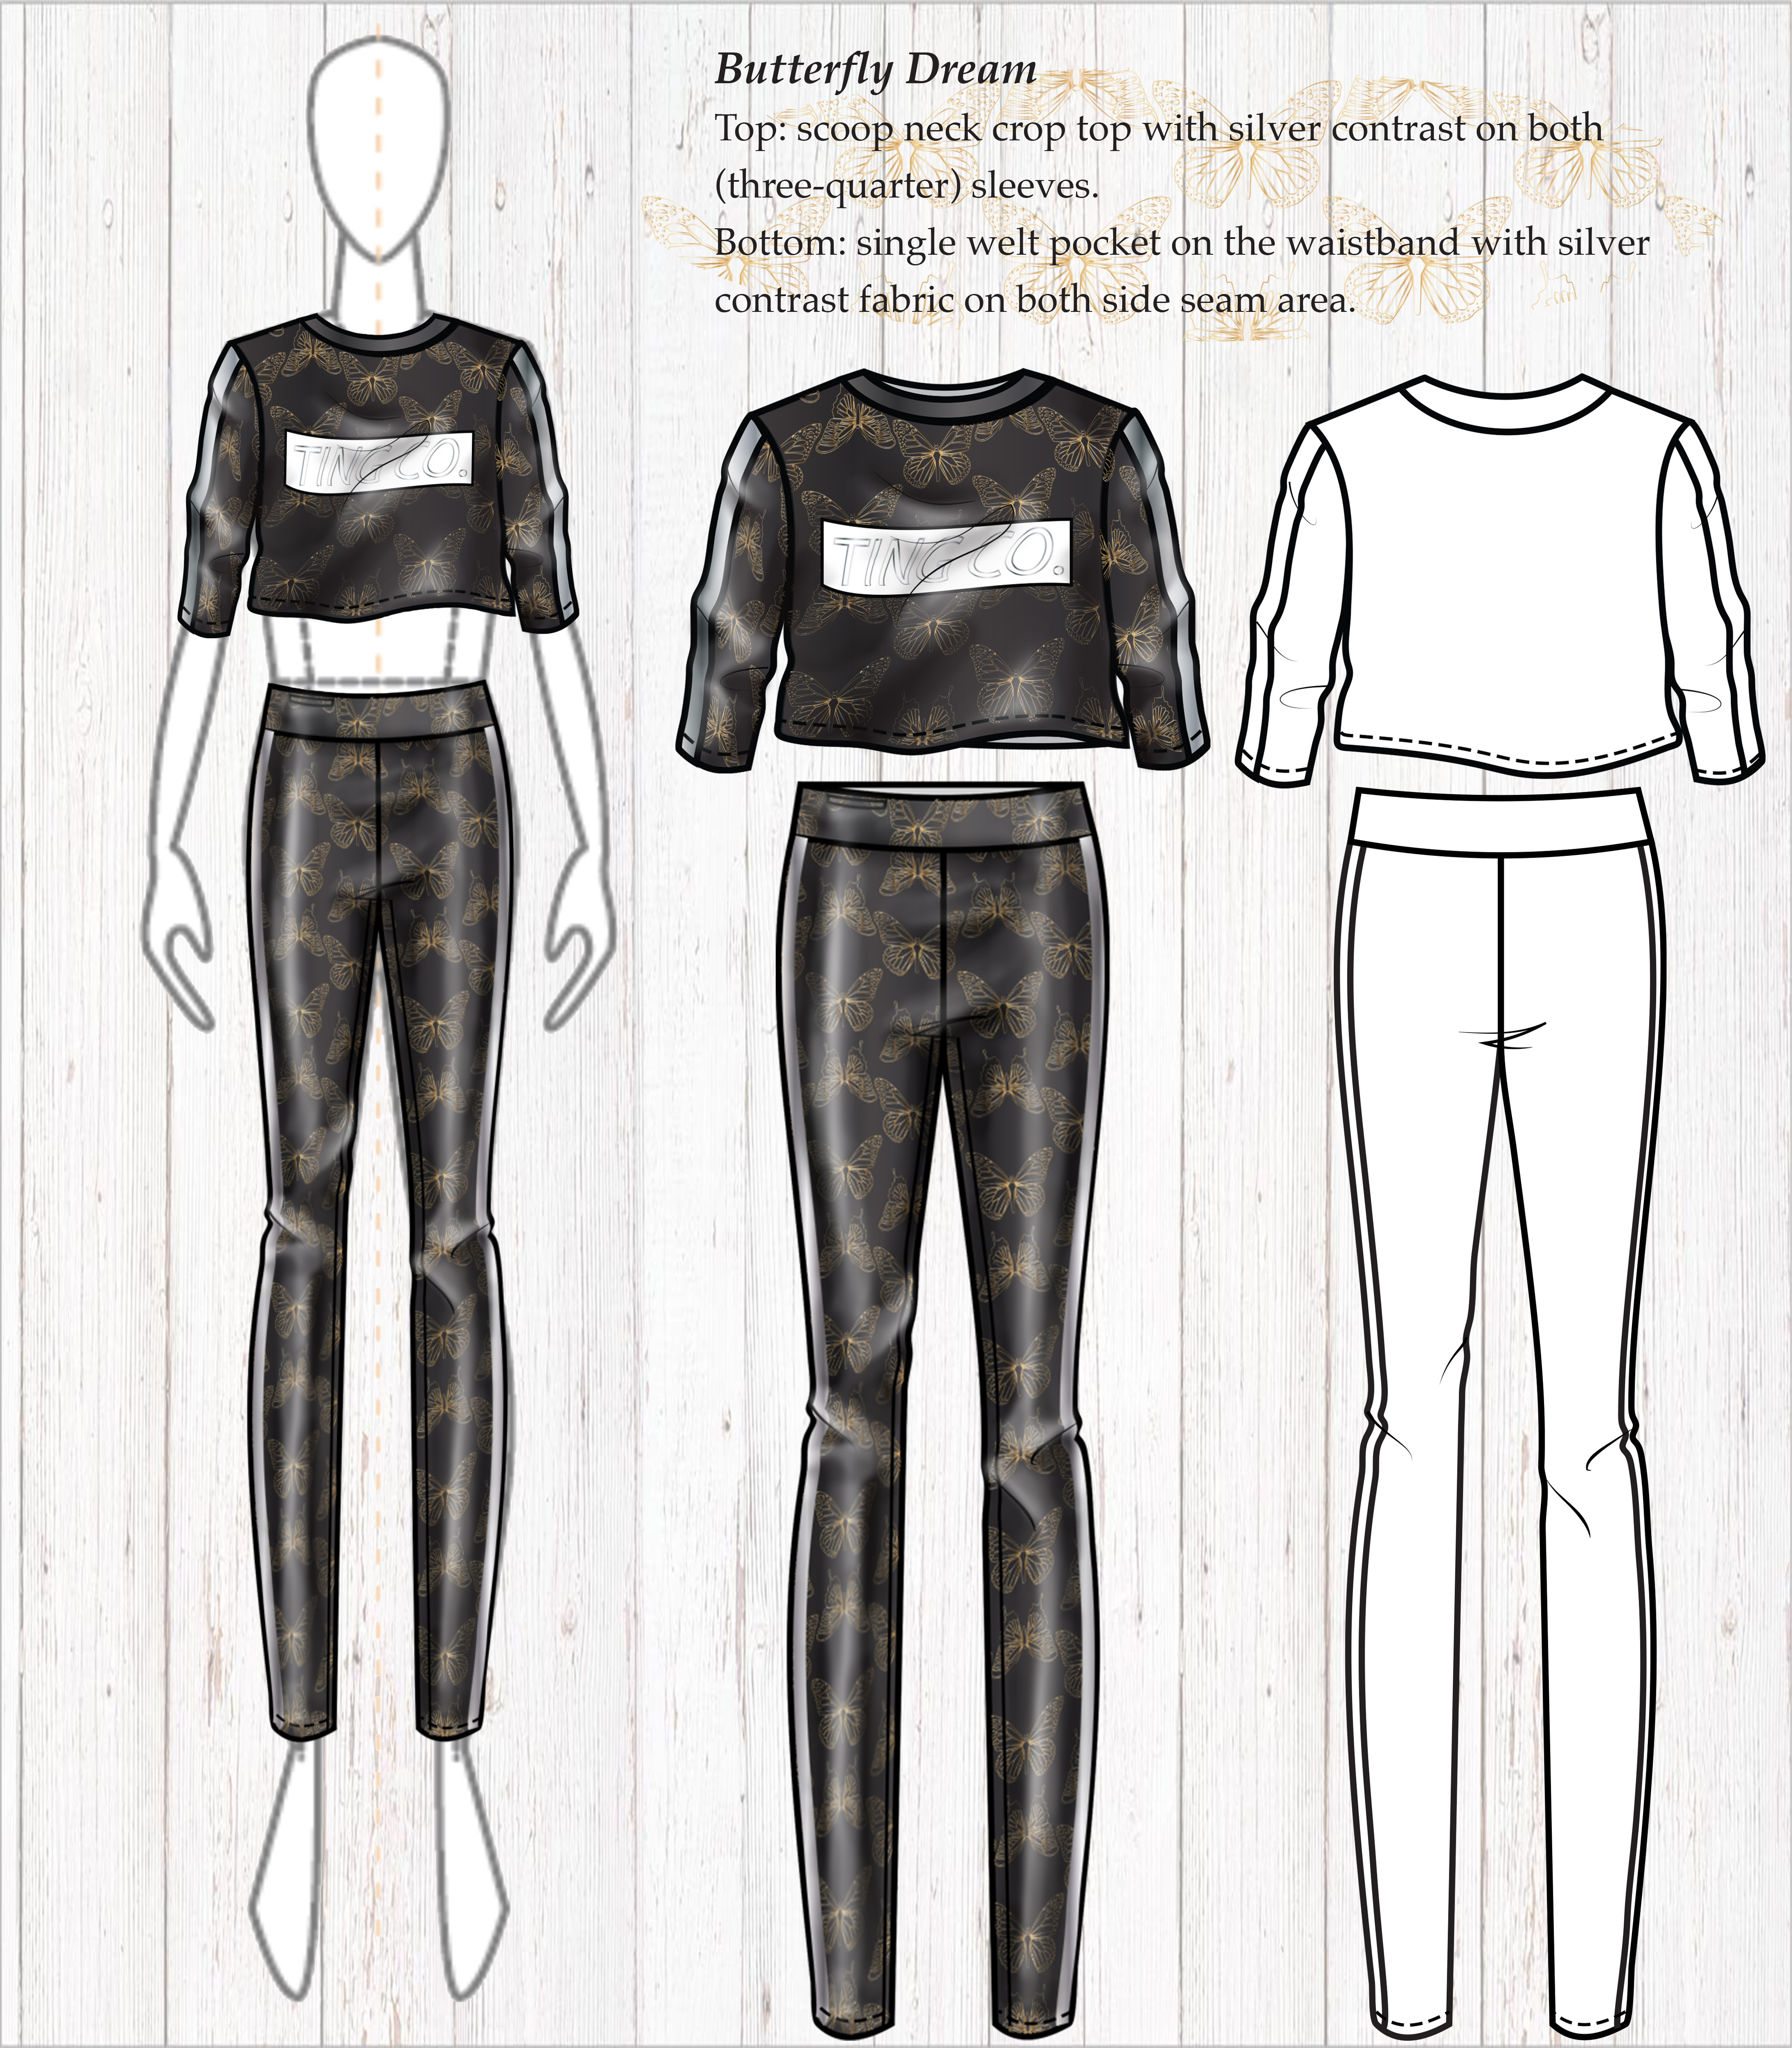 Butterfly Dream
Top: scoop neck crop top with silver contrast on both
(three-quarter) sleeves.
Bottom: single welt pocket on the waistband with silver
contrast fabric on both side seam area.
TING CO.
TING CO.